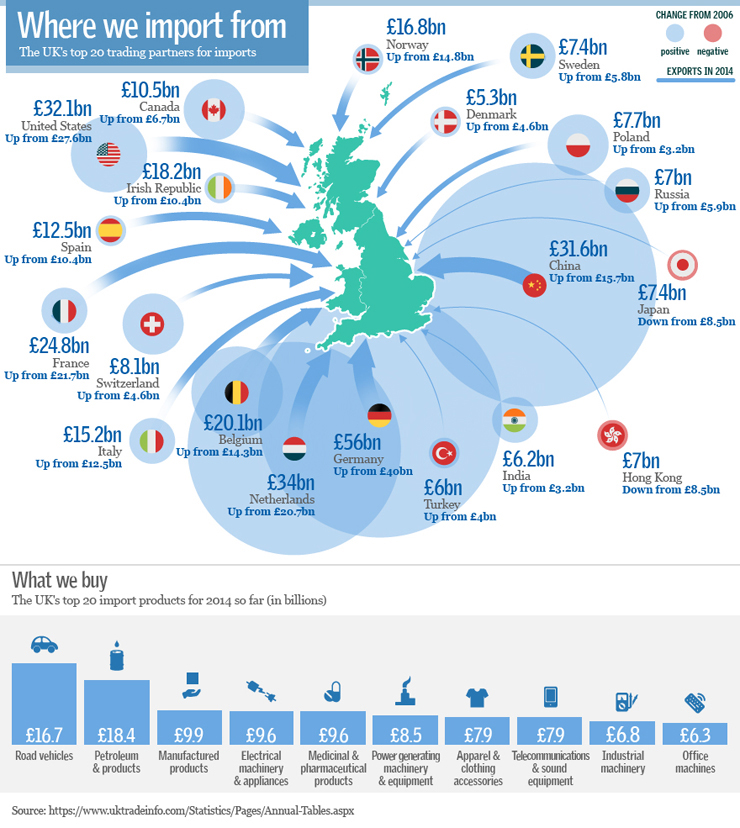 Where we import from
The UK's top 20 trading partners for imports
CHANGE FROM 2006
positive negative
EXPORTS IN 2014
£16.8bn
Norway
Up from £14.8bn
£7.4bn
Sweden
Up from £5.8bn
£10.5bn
Canada
Up from £6.7bn
£5.3bn
Denmark
Up from £4.6bn
£32.1bn
United States
Up from £27.6bn
£7.7bn
Poland
Up from £3.2bn
£18.2bn
Irish Republic
Up from £10.4bn
£7bn
Russia
Up from £5.9bn
£12.5bn
Spain
Up from £10.4bn
£31.6bn
China
Up from £15.7bn
£7.4bn
Japan
Down from £8.5bn
£24.8bn
France
Up from £21.7bn
£8.1bn
Switzerland
Up from £4.6bn
£15.2bn
Italy
Up from £12.5bn
£20.1bn
Belgium
Up from £14.3bn
£34bn
Netherlands
Up from £20.7bn
£56bn
Germany
Up from £40bn
£6bn
Turkey
Up from £4bn
£6.2bn
India
Up from £3.2bn
£7bn
Hong Kong
Down from £8.5bn
What we buy
The UK's top 20 import products for 2014 so far (in billions)
£16.7
Road vehicles
£18.4
Petroleum
& products
£9.9
Manufactured
products
£9.6
Electrical
machinery
& appliances
£9.6
Medicinal &
pharmaceutical
products
£8.5
Power generating
machinery
& equipment
£7.9
Apparel &
clothing
accessories
£7.9
Telecommunications
& sound
equipment
£6.8
Industrial
machinery
£6.3
Office
machines
Source: https://www.uktradeinfo.com/Statistics/Pages/Annual-Tables.aspx